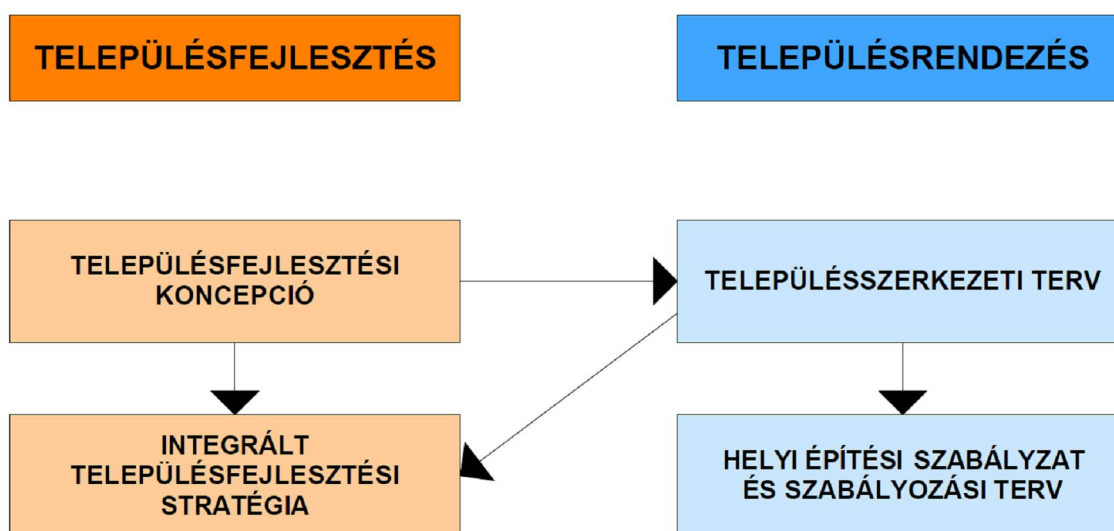 TELEPÜLÉSFEJLESZTÉS
TELEPÜLÉSRENDEZÉS
TELEPÜLÉSFEJLESZTÉSI
KONCEPCIÓ
TELEPÜLÉSSZERKEZETI TERV
INTEGRÁLT
TELEPÜLÉSFEJLESZTÉSI
STRATÉGIA
HELYI ÉPÍTÉSI SZABÁLYZAT
ÉS SZABÁLYOZÁSI TERV